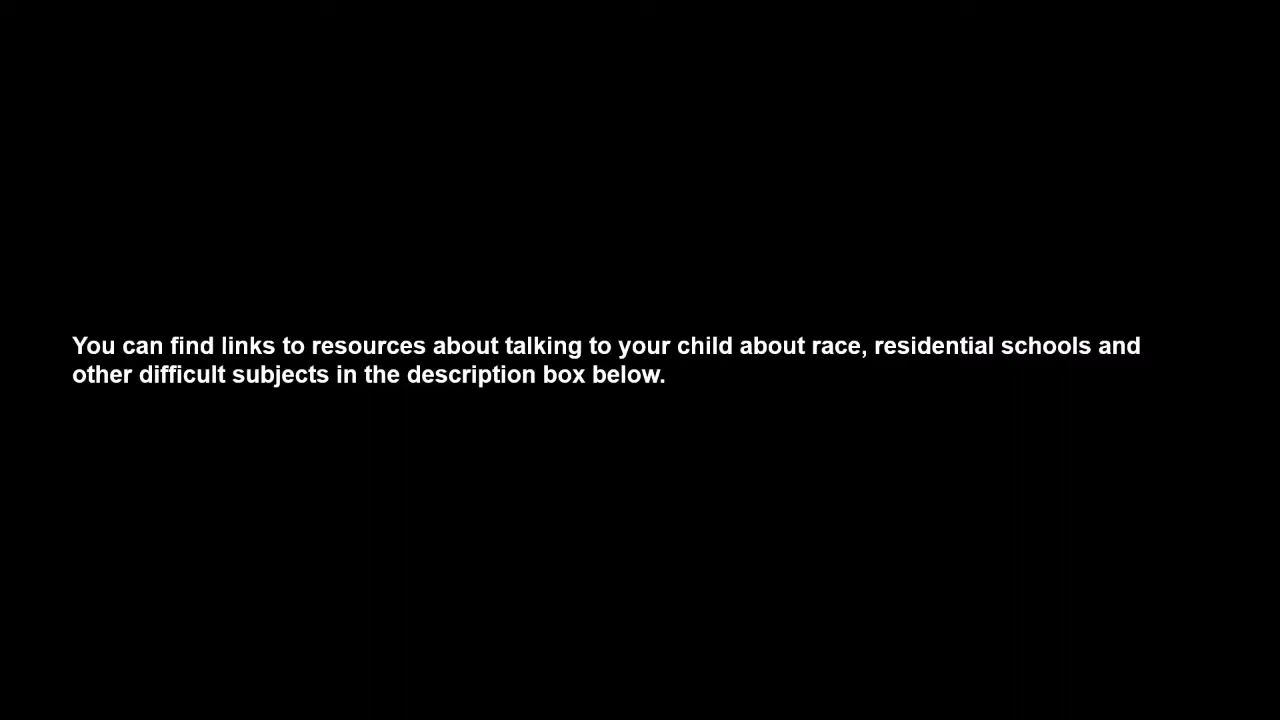 You can find links to resources about talking to your child about race, residential schools and
other difficult subjects in the description box below.